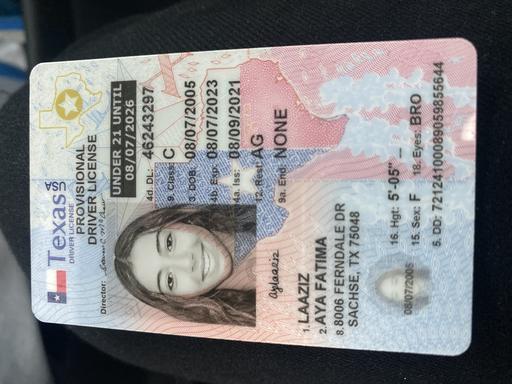 Texas USA
DRIVER LICENSE
PROVISIONAL
DRIVER LICENSE
Director:
UNDER 21 UNTIL
08/07/2026
4d. DL: 46243297
9. Class: C
3. DOB: 08/07/2005
4b. Exp: 08/07/2023
4a. Iss: 08/09/2021
12. Rest: AG
9a. End: NONE
ayalaaziz
1. LAAZIZ
2. AYA FATIMA
8. 8006 FERNDALE DR
SACHSE, TX 75048
16. Hgt: 5'-05"
15. Sex: F 18. Eyes: BRO
5. DD: 72124100089059855644
08/07/2005